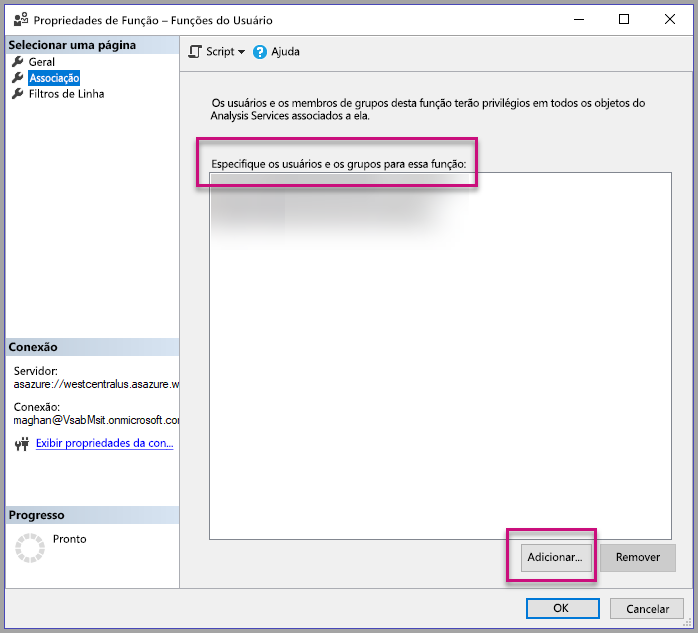 Propriedades de Função – Funções do Usuário
Selecionar uma página
Geral
Associação
Filtros de Linha
Script
Ajuda
Os usuários e os membros de grupos desta função terão privilégios em todos os objetos do
Analysis Services associados a ela.
Especifique os usuários e os grupos para essa função:
Conexão
Servidor:
asazure://westcentralus.asazure.w
Conexão:
maghan@VsabMsit.onmicrosoft.co
Exibir propriedades da con...
Progresso
Pronto
Adicionar...
Remover
OK
Cancelar